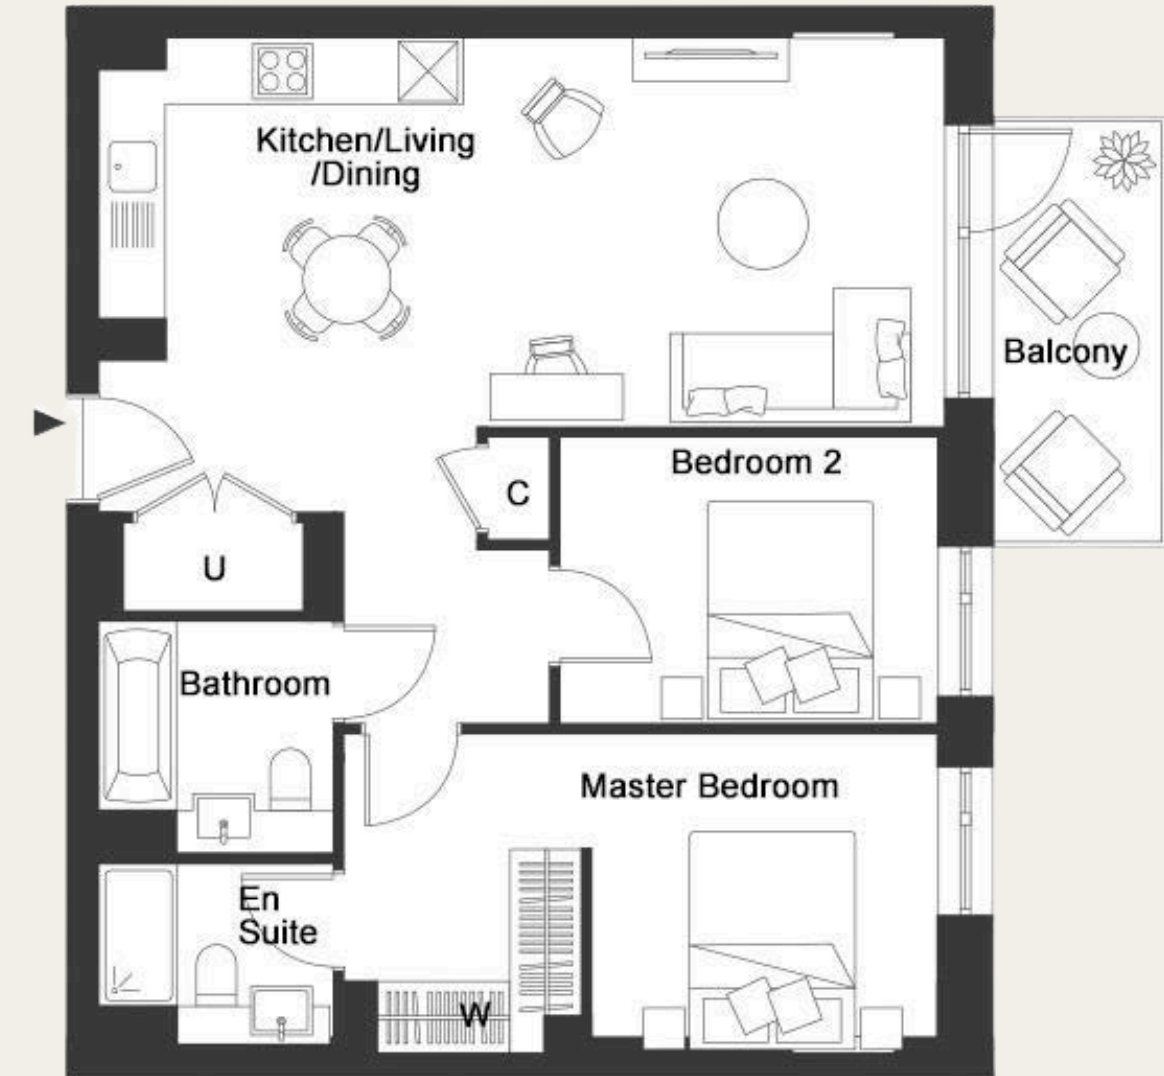 Kitchen/Living
/Dining
Balcony
Bedroom 2
C
U
Bathroom
Master Bedroom
En
Suite
W